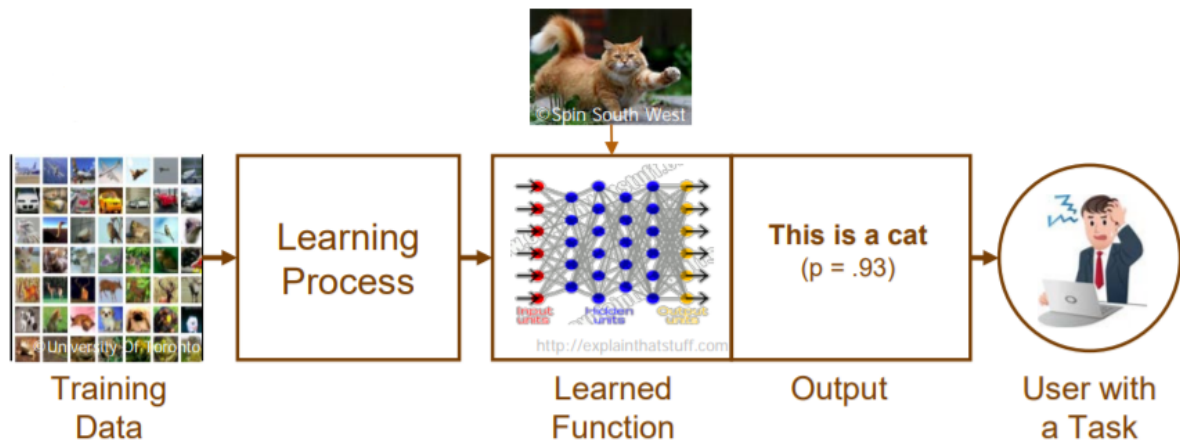 ©Spin South West
Learning
Process
This is a cat
(p = .93)
Input
units
Hidden
units
Output
units
©University Of Toronto
http://explainthatstuff.com
Training
Data
Learned
Function
Output
User with
a Task